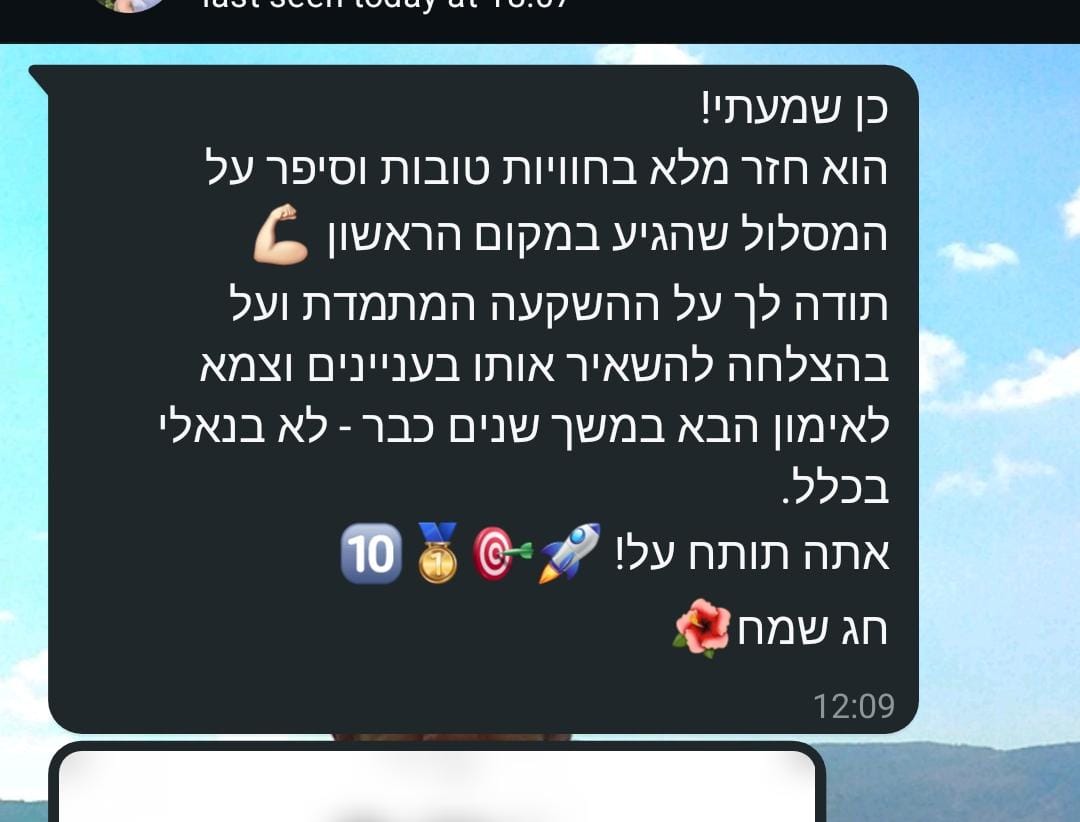 last seen today at
כן שמעתי!
הוא חזר מלא בחוויות טובות וסיפר על
המסלול שהגיע במקום הראשון 💪🏻
תודה לך על ההשקעה המתמדת ועל
בהצלחה להשאיר אותו בעניינים וצמא
לאימון הבא במשך שנים כבר - לא בנאלי
בכלל.
אתה תותח על! 🚀🎯🥇🔟
חג שמח🌺
12:09